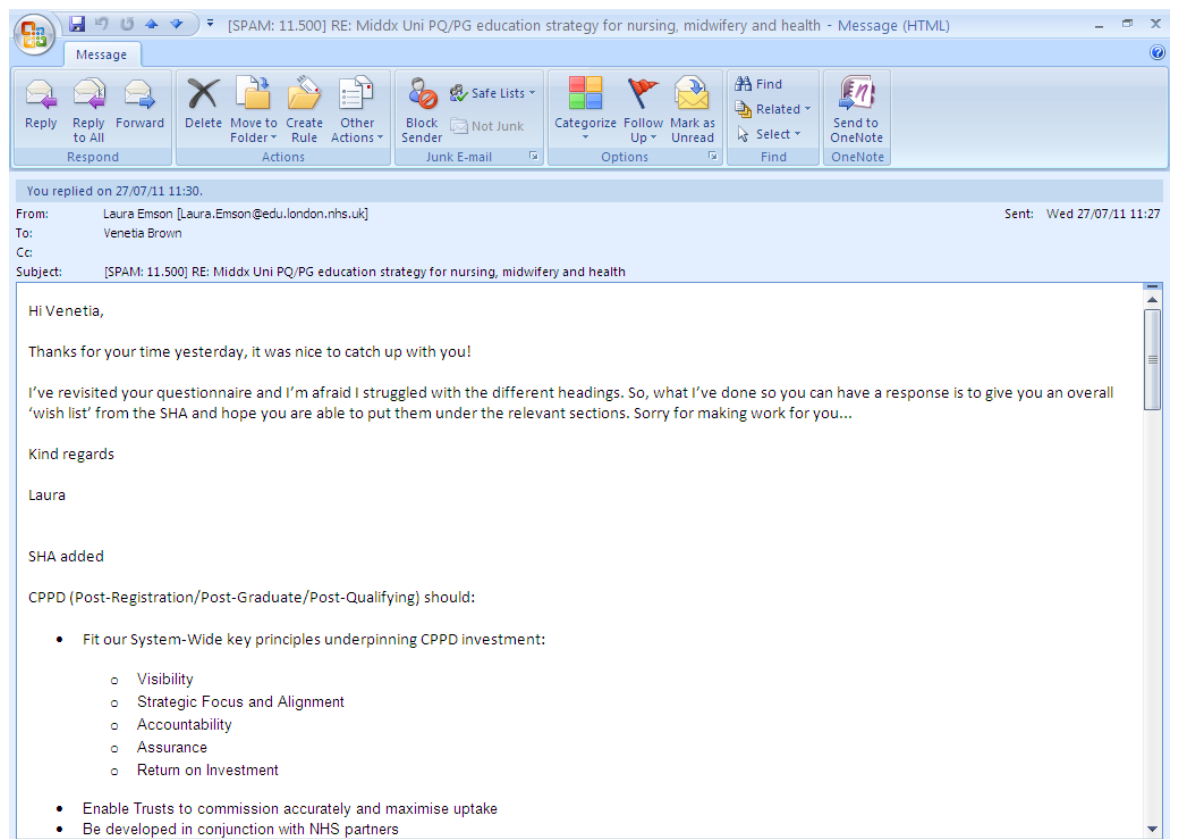 [SPAM: 11.500] RE: Middx Uni PQ/PG education strategy for nursing, midwifery and health - Message (HTML)
Message
Reply
Reply to All
Forward
Respond
Delete
Move to Folder
Create Rule
Other Actions
Actions
Block Sender
Safe Lists
Not Junk
Junk E-mail
Categorize
Follow Up
Mark as Unread
Options
Find
Related
Select
Find
Send to OneNote
OneNote
You replied on 27/07/11 11:30.
From: Laura Emson [Laura.Emson@edu.london.nhs.uk] Sent: Wed 27/07/11 11:27
To: Venetia Brown
Cc:
Subject: [SPAM: 11.500] RE: Middx Uni PQ/PG education strategy for nursing, midwifery and health
Hi Venetia,
Thanks for your time yesterday, it was nice to catch up with you!
I've revisited your questionnaire and I'm afraid I struggled with the different headings. So, what I've done so you can have a response is to give you an overall
'wish list' from the SHA and hope you are able to put them under the relevant sections. Sorry for making work for you...
Kind regards
Laura
SHA added
CPPD (Post-Registration/Post-Graduate/Post-Qualifying) should:
• Fit our System-Wide key principles underpinning CPPD investment:
o Visibility
o Strategic Focus and Alignment
o Accountability
o Assurance
o Return on Investment
• Enable Trusts to commission accurately and maximise uptake
• Be developed in conjunction with NHS partners